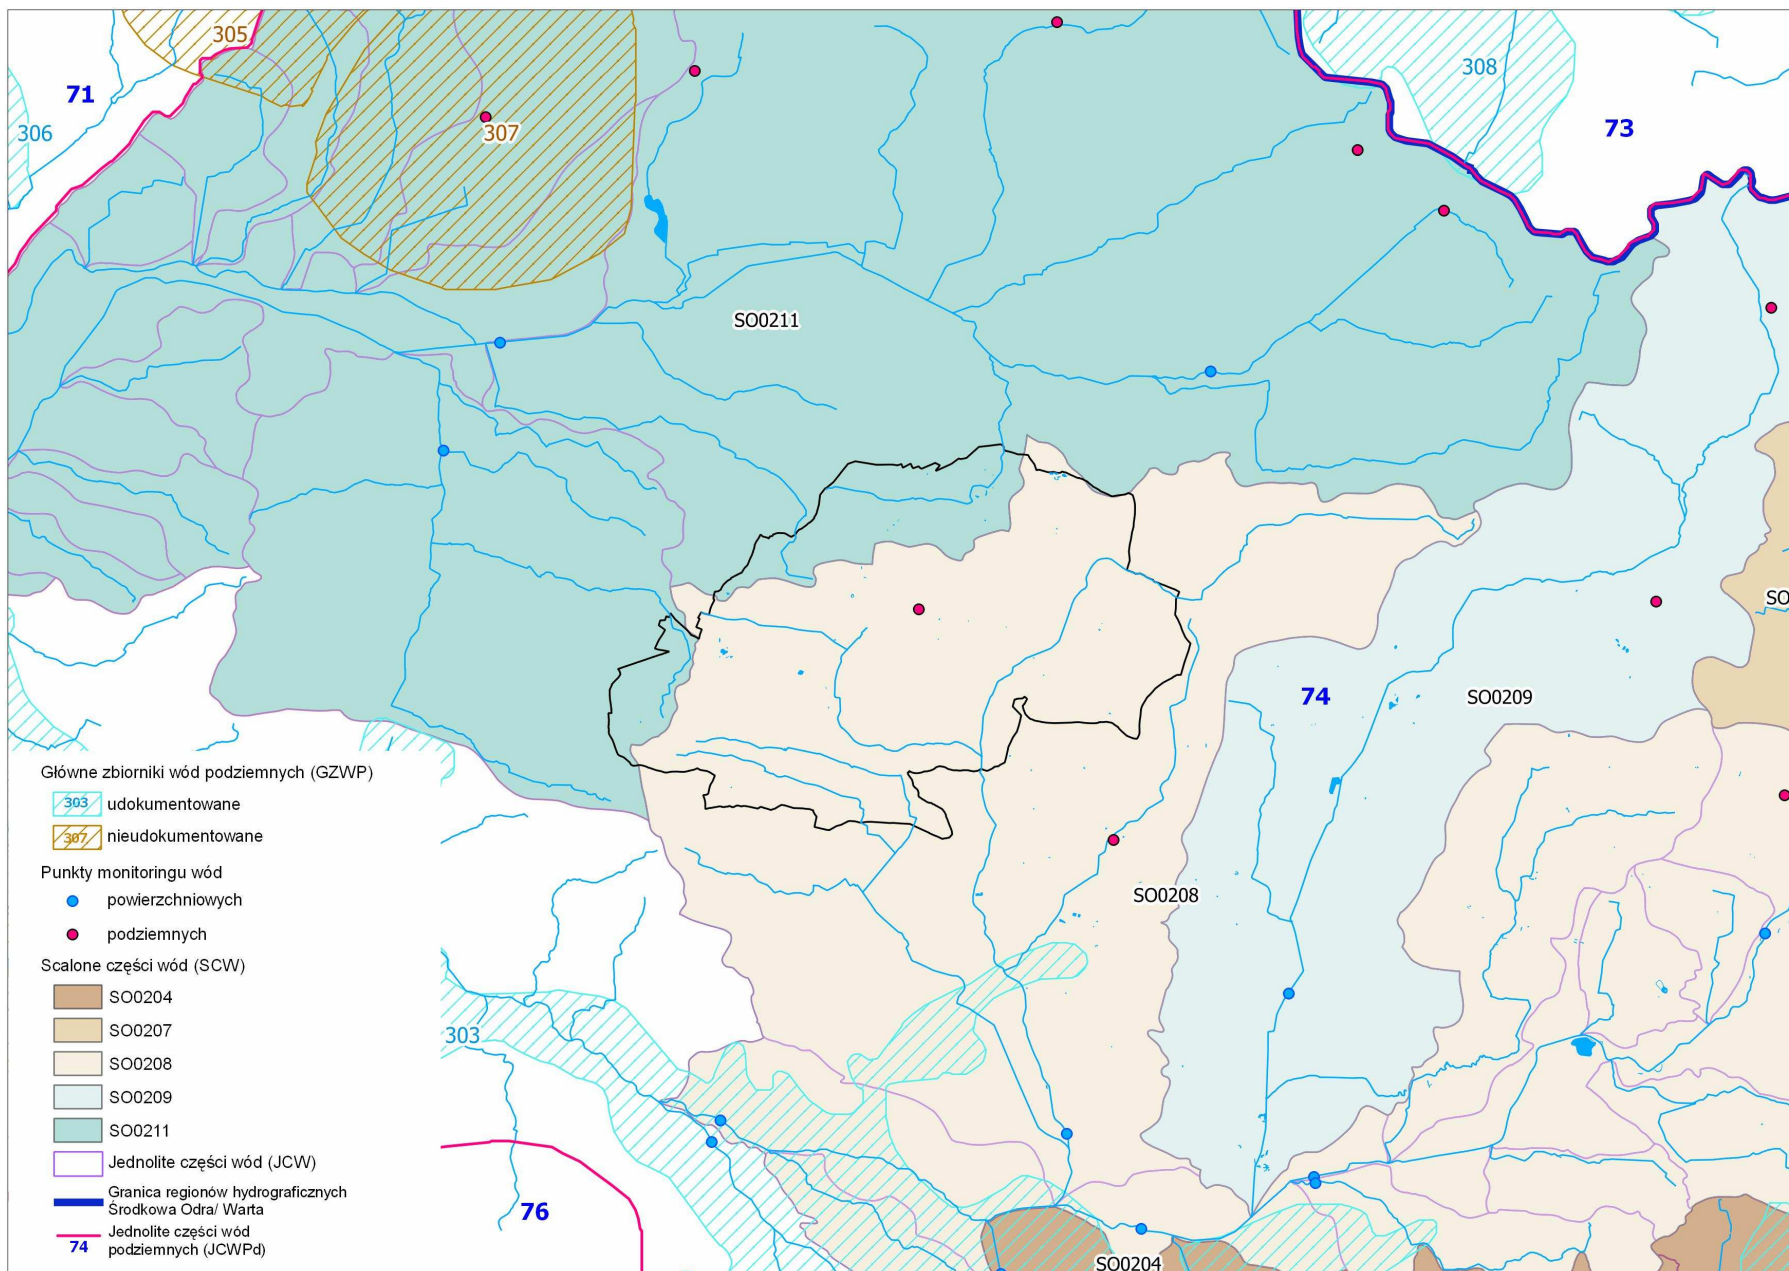 305
308
71
73
306
307
SO0211
SO
74
SO0209
SO0208
303
76
SO0204
Główne zbiorniki wód podziemnych (GZWP)
303 udokumentowane
307 nieudokumentowane
Punkty monitoringu wód
powierzchniowych
podziemnych
Scalone części wód (SCW)
SO0204
SO0207
SO0208
SO0209
SO0211
Jednolite części wód (JCW)
Granica regionów hydrograficznych
Środkowa Odra/ Warta
Jednolite części wód
74 podziemnych (JCWPd)